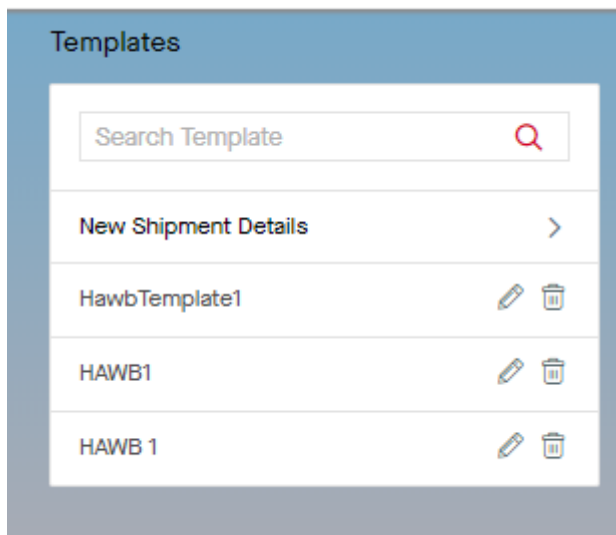 Templates
Search Template
New Shipment Details
HawbTemplate1
HAWB1
HAWB 1